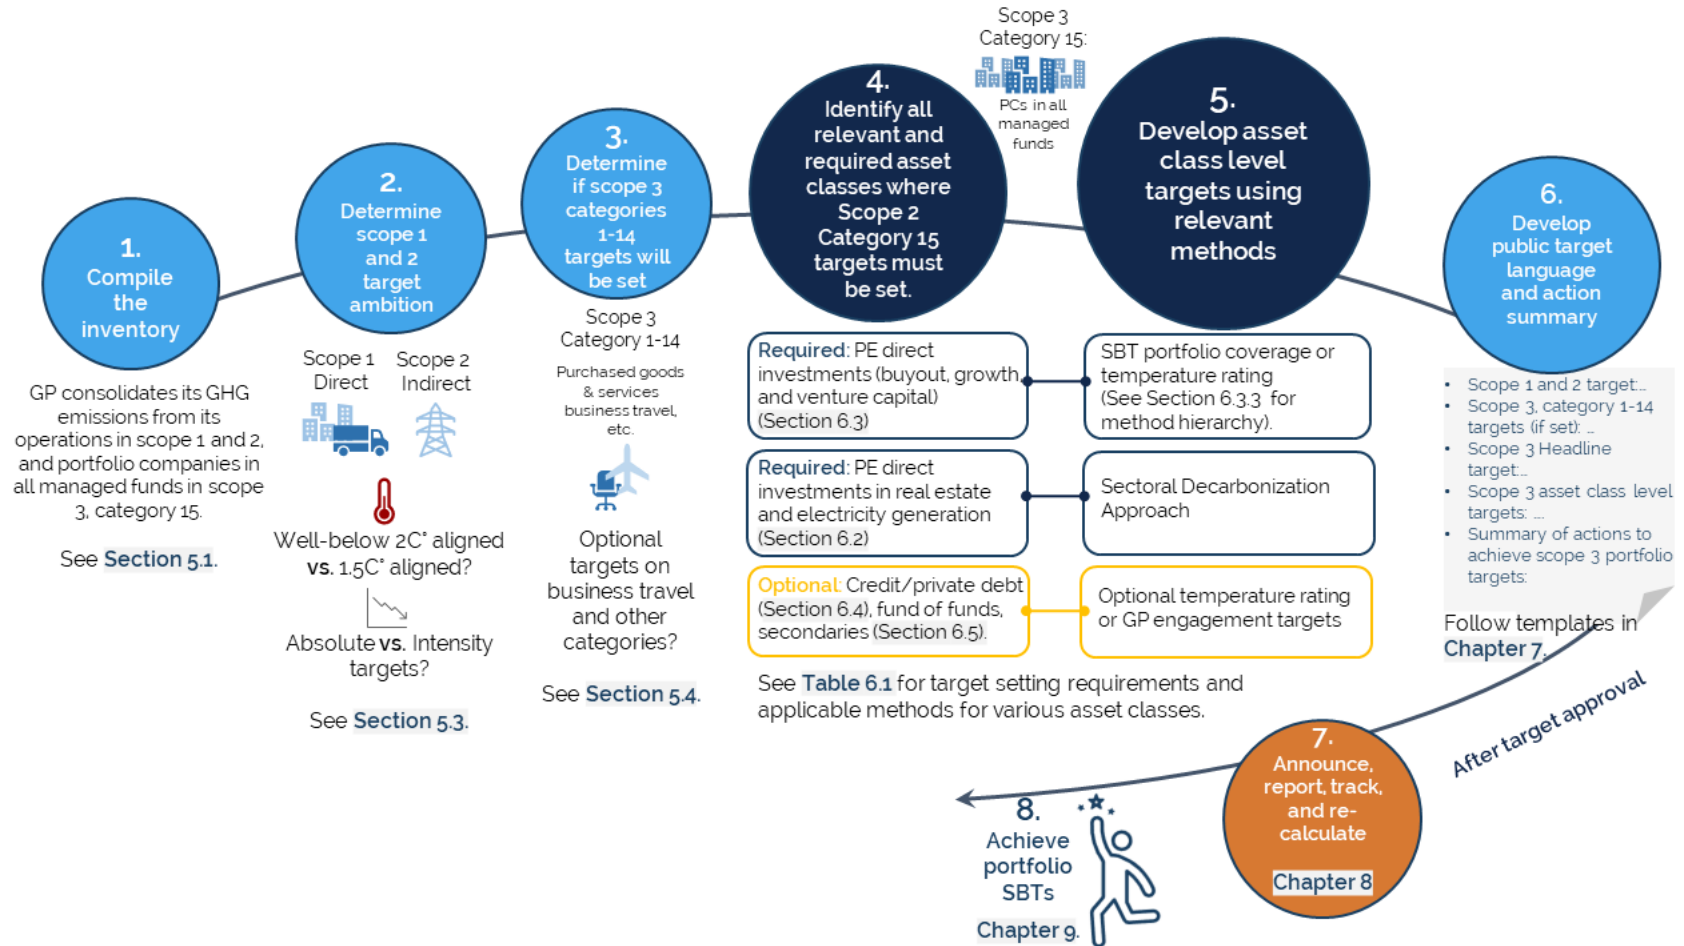 1.
Compile
the
inventory
GP consolidates its GHG
emissions from its
operations in scope 1 and 2,
and portfolio companies in
all managed funds in scope
3, category 15.
See Section 5.1.
2.
Determine
scope 1
and 2
target
ambition
Scope 1
Direct
Scope 2
Indirect
Well-below 2C° aligned
vs. 1.5C° aligned?
Absolute vs. Intensity
targets?
See Section 5.3.
3.
Determine
if scope 3
categories
1-14
targets will
be set
Scope 3
Category 1-14
Purchased goods
& services
business travel,
etc.
Optional
targets on
business travel
and other
categories?
See Section 5.4.
4.
Identify all
relevant and
required asset
classes where
Scope 2
Category 15
targets must
be set.
Scope 3
Category 15:
PCs in all
managed
funds
5.
Develop asset
class level
targets using
relevant
methods
Required: PE direct
investments (buyout, growth,
and venture capital)
(Section 6.3)
SBT portfolio coverage or
temperature rating
(See Section 6.3.3 for
method hierarchy).
Required: PE direct
investments in real estate
and electricity generation
(Section 6.2)
Sectoral Decarbonization
Approach
Optional: Credit/private debt
(Section 6.4), fund of funds,
secondaries (Section 6.5).
Optional temperature rating
or GP engagement targets
See Table 6.1 for target setting requirements and
applicable methods for various asset classes.
6.
Develop
public target
language
and action
summary
• Scope 1 and 2 target:...
• Scope 3, category 1-14
targets (if set): ...
• Scope 3 Headline
target:...
• Scope 3 asset class level
targets: ....
• Summary of actions to
achieve scope 3 portfolio
targets:
Follow templates in
Chapter 7.
After target approval
7.
Announce,
report, track,
and re-
calculate
Chapter 8
8.
Achieve
portfolio
SBTs
Chapter 9.